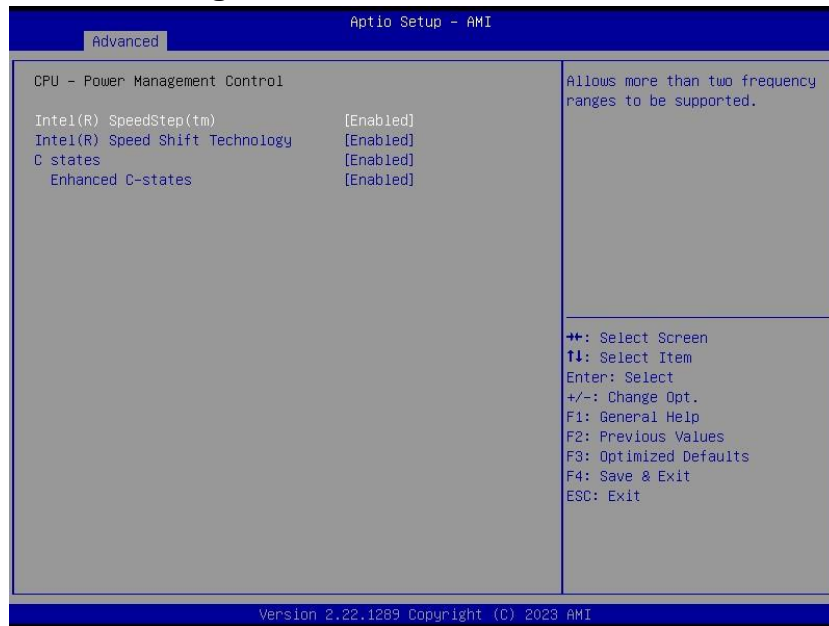 Aptio Setup – AMI
Advanced
CPU – Power Management Control
Intel(R) SpeedStep(tm) [Enabled]
Intel(R) Speed Shift Technology [Enabled]
C states [Enabled]
Enhanced C-states [Enabled]
Allows more than two frequency
ranges to be supported.
→←: Select Screen
↑↓: Select Item
Enter: Select
+/-: Change Opt.
F1: General Help
F2: Previous Values
F3: Optimized Defaults
F4: Save & Exit
ESC: Exit
Version 2.22.1289 Copyright (C) 2023 AMI